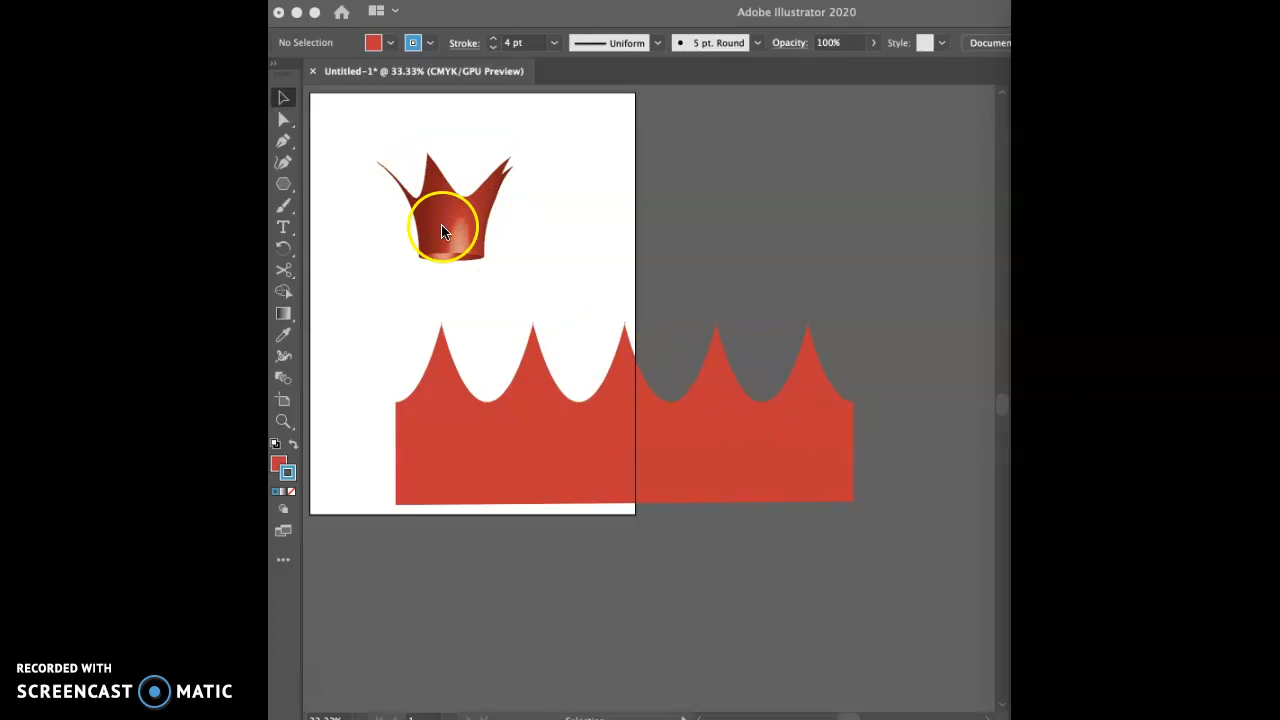 Adobe Illustrator 2020
No Selection Stroke: 4 pt Uniform 5 pt. Round Opacity: 100% Style: Documen
× Untitled-1* @ 33.33% (CMYK/GPU Preview)
RECORDED WITH
SCREENCAST MATIC